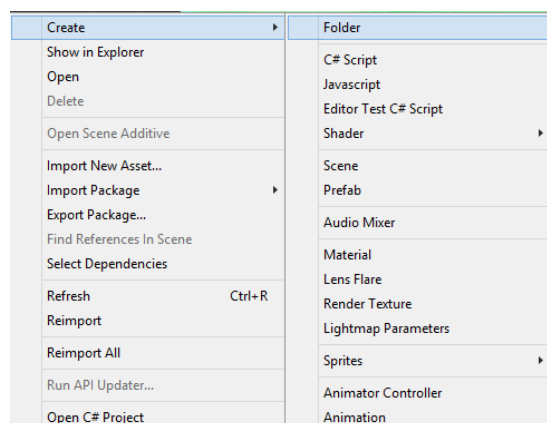 Create
Show in Explorer
Open
Delete
Open Scene Additive
Import New Asset...
Import Package
Export Package...
Find References In Scene
Select Dependencies
Refresh Ctrl+R
Reimport
Reimport All
Run API Updater...
Open C# Project
Folder
C# Script
Javascript
Editor Test C# Script
Shader
Scene
Prefab
Audio Mixer
Material
Lens Flare
Render Texture
Lightmap Parameters
Sprites
Animator Controller
Animation